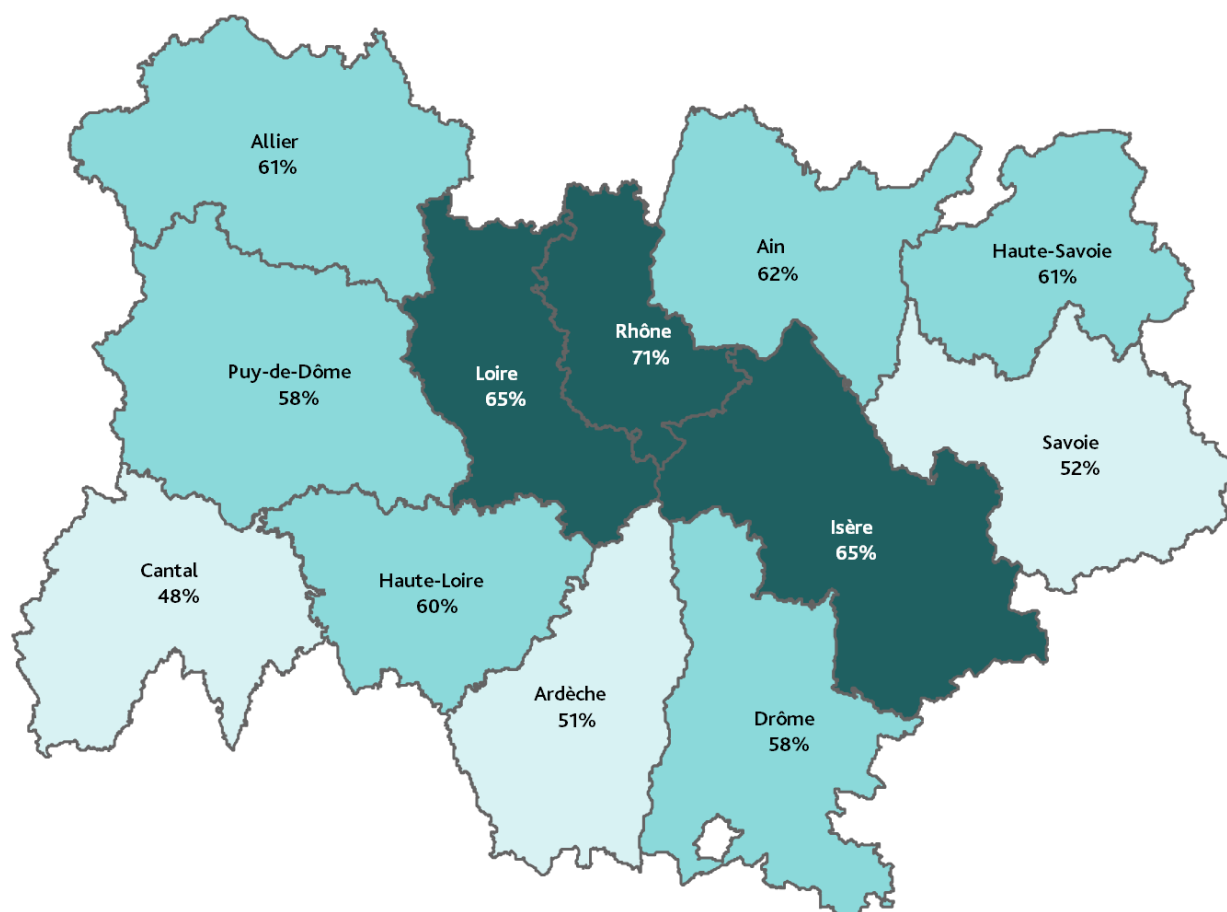 Allier
61%
Ain
62%
Haute-Savoie
61%
Rhône
71%
Puy-de-Dôme
58%
Loire
65%
Savoie
52%
Isère
65%
Cantal
48%
Haute-Loire
60%
Ardèche
51%
Drôme
58%